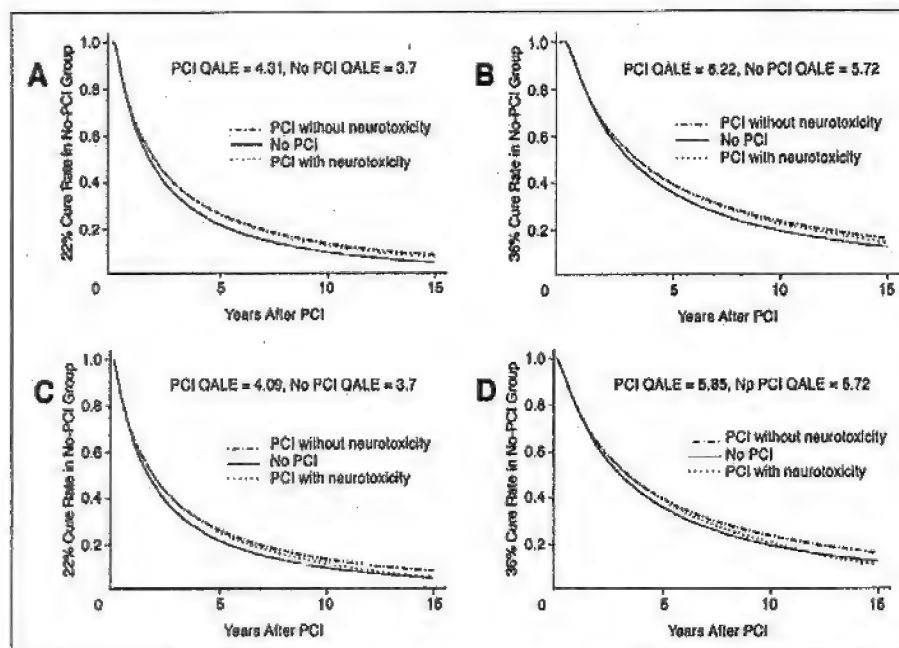 A
PCI QALE = 4.31, No PCI QALE = 3.7
PCI without neurotoxicity
No PCI
PCI with neurotoxicity
22% Cure Rate in No-PCI Group
1.0
0.8
0.6
0.4
0.2
0 5 10 15
Years After PCI
B
PCI QALE = 6.22, No PCI QALE = 5.72
PCI without neurotoxicity
No PCI
PCI with neurotoxicity
36% Cure Rate in No-PCI Group
1.0
0.8
0.6
0.4
0.2
0 5 10 15
Years After PCI
C
PCI QALE = 4.09, No PCI QALE = 3.7
PCI without neurotoxicity
No PCI
PCI with neurotoxicity
22% Cure Rate in No-PCI Group
1.0
0.8
0.6
0.4
0.2
0 5 10 15
Years After PCI
D
PCI QALE = 5.85, No PCI QALE = 5.72
PCI without neurotoxicity
No PCI
PCI with neurotoxicity
36% Cure Rate in No-PCI Group
1.0
0.8
0.6
0.4
0.2
0 5 10 15
Years After PCI